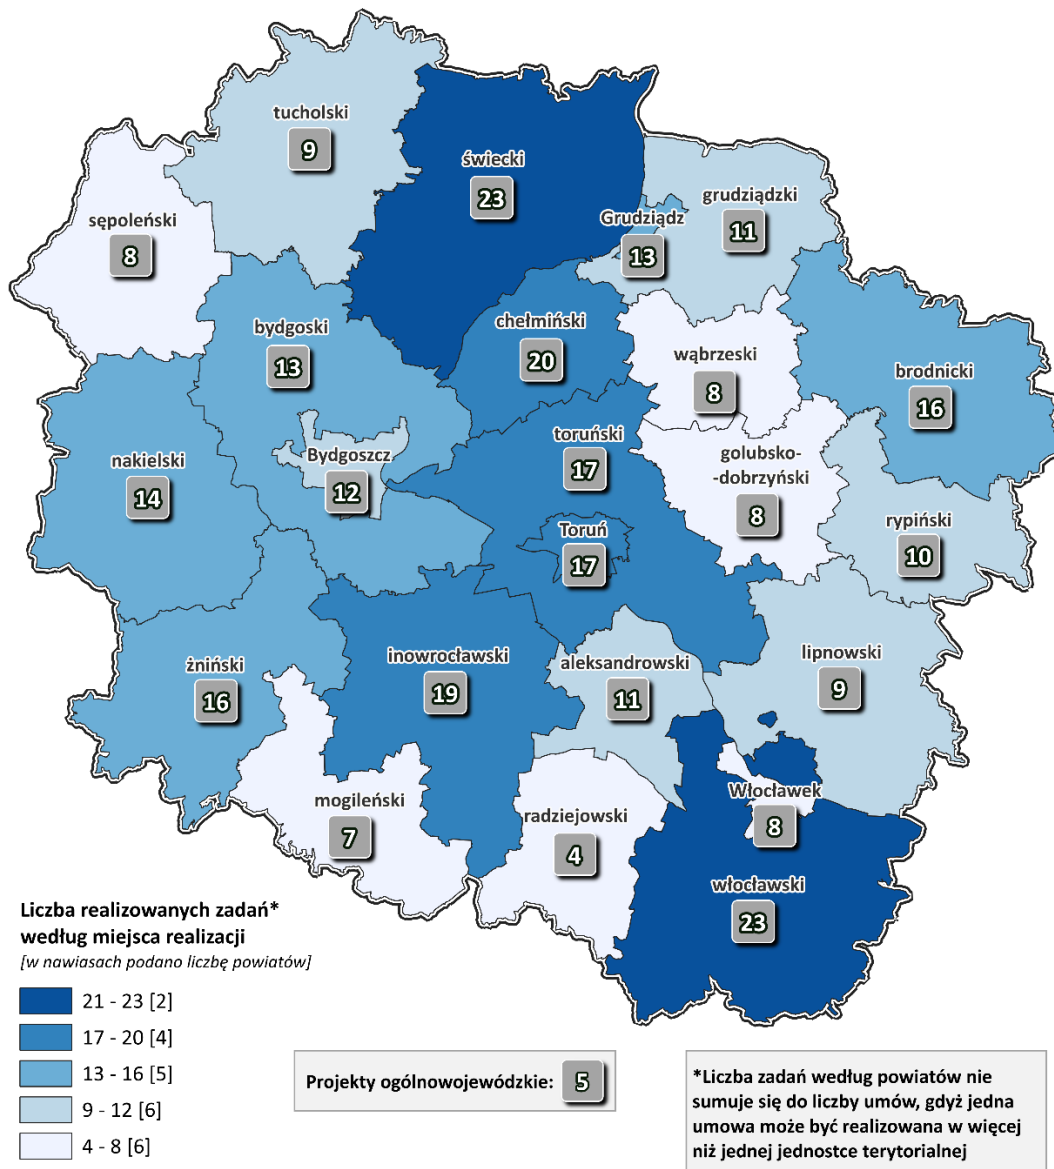 tucholski
9
świecki
23
sępoleński
8
grudziądzki
11
Grudziądz
13
bydgoski
13
chełmiński
20
wąbrzeski
8
brodnicki
16
nakielski
14
Bydgoszcz
12
toruński
17
golubsko-
-dobrzyński
8
rypiński
10
Toruń
17
żniński
16
inowrocławski
19
aleksandrowski
11
lipnowski
9
mogileński
7
radziejowski
4
Włocławek
8
włocławski
23
Liczba realizowanych zadań*
według miejsca realizacji
[w nawiasach podano liczbę powiatów]
21 - 23 [2]
17 - 20 [4]
13 - 16 [5]
9 - 12 [6]
4 - 8 [6]
Projekty ogólnowojewódzkie: 5
*Liczba zadań według powiatów nie
sumuje się do liczby umów, gdyż jedna
umowa może być realizowana w więcej
niż jednej jednostce terytorialnej